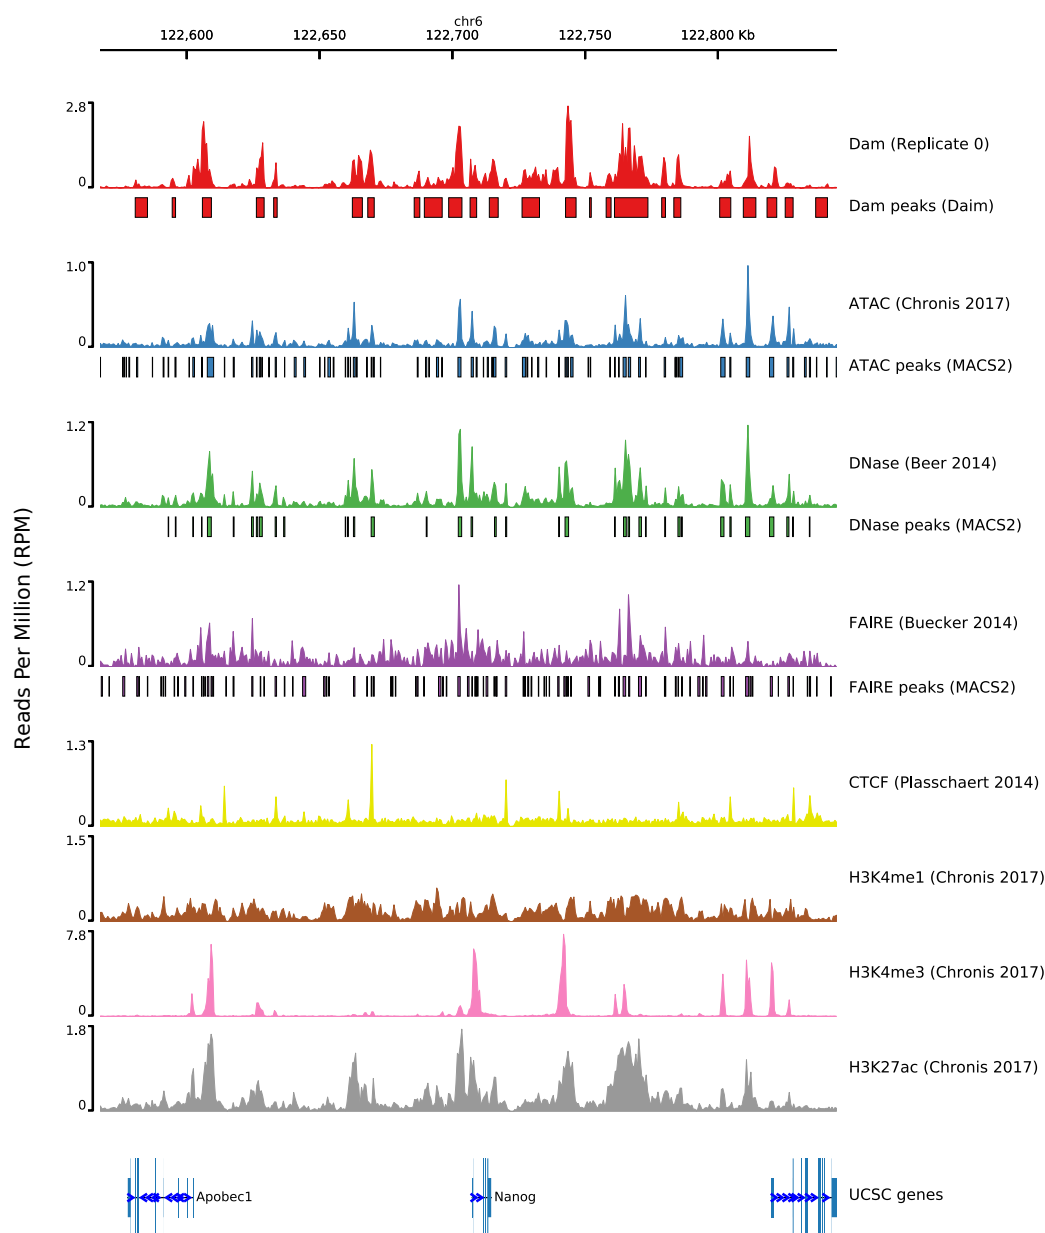 chr6
122,600 122,650 122,700 122,750 122,800 Kb
2.8
Dam (Replicate 0)
0
Dam peaks (Daim)
1.0
ATAC (Chronis 2017)
0
ATAC peaks (MACS2)
1.2
DNase (Beer 2014)
0
DNase peaks (MACS2)
1.2
FAIRE (Buecker 2014)
0
FAIRE peaks (MACS2)
Reads Per Million (RPM)
1.3
CTCF (Plasschaert 2014)
0
1.5
H3K4me1 (Chronis 2017)
0
7.8
H3K4me3 (Chronis 2017)
0
1.8
H3K27ac (Chronis 2017)
0
Apobec1 Nanog UCSC genes